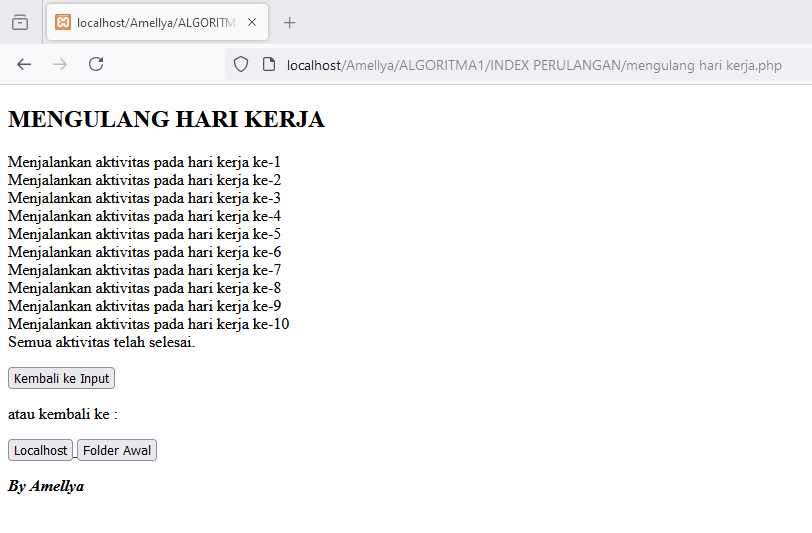 localhost/Amellya/ALGORITM
localhost/Amellya/ALGORITMA1/INDEX PERULANGAN/mengulang hari kerja.php
MENGULANG HARI KERJA
Menjalankan aktivitas pada hari kerja ke-1
Menjalankan aktivitas pada hari kerja ke-2
Menjalankan aktivitas pada hari kerja ke-3
Menjalankan aktivitas pada hari kerja ke-4
Menjalankan aktivitas pada hari kerja ke-5
Menjalankan aktivitas pada hari kerja ke-6
Menjalankan aktivitas pada hari kerja ke-7
Menjalankan aktivitas pada hari kerja ke-8
Menjalankan aktivitas pada hari kerja ke-9
Menjalankan aktivitas pada hari kerja ke-10
Semua aktivitas telah selesai.
Kembali ke Input
atau kembali ke :
Localhost Folder Awal
By Amellya